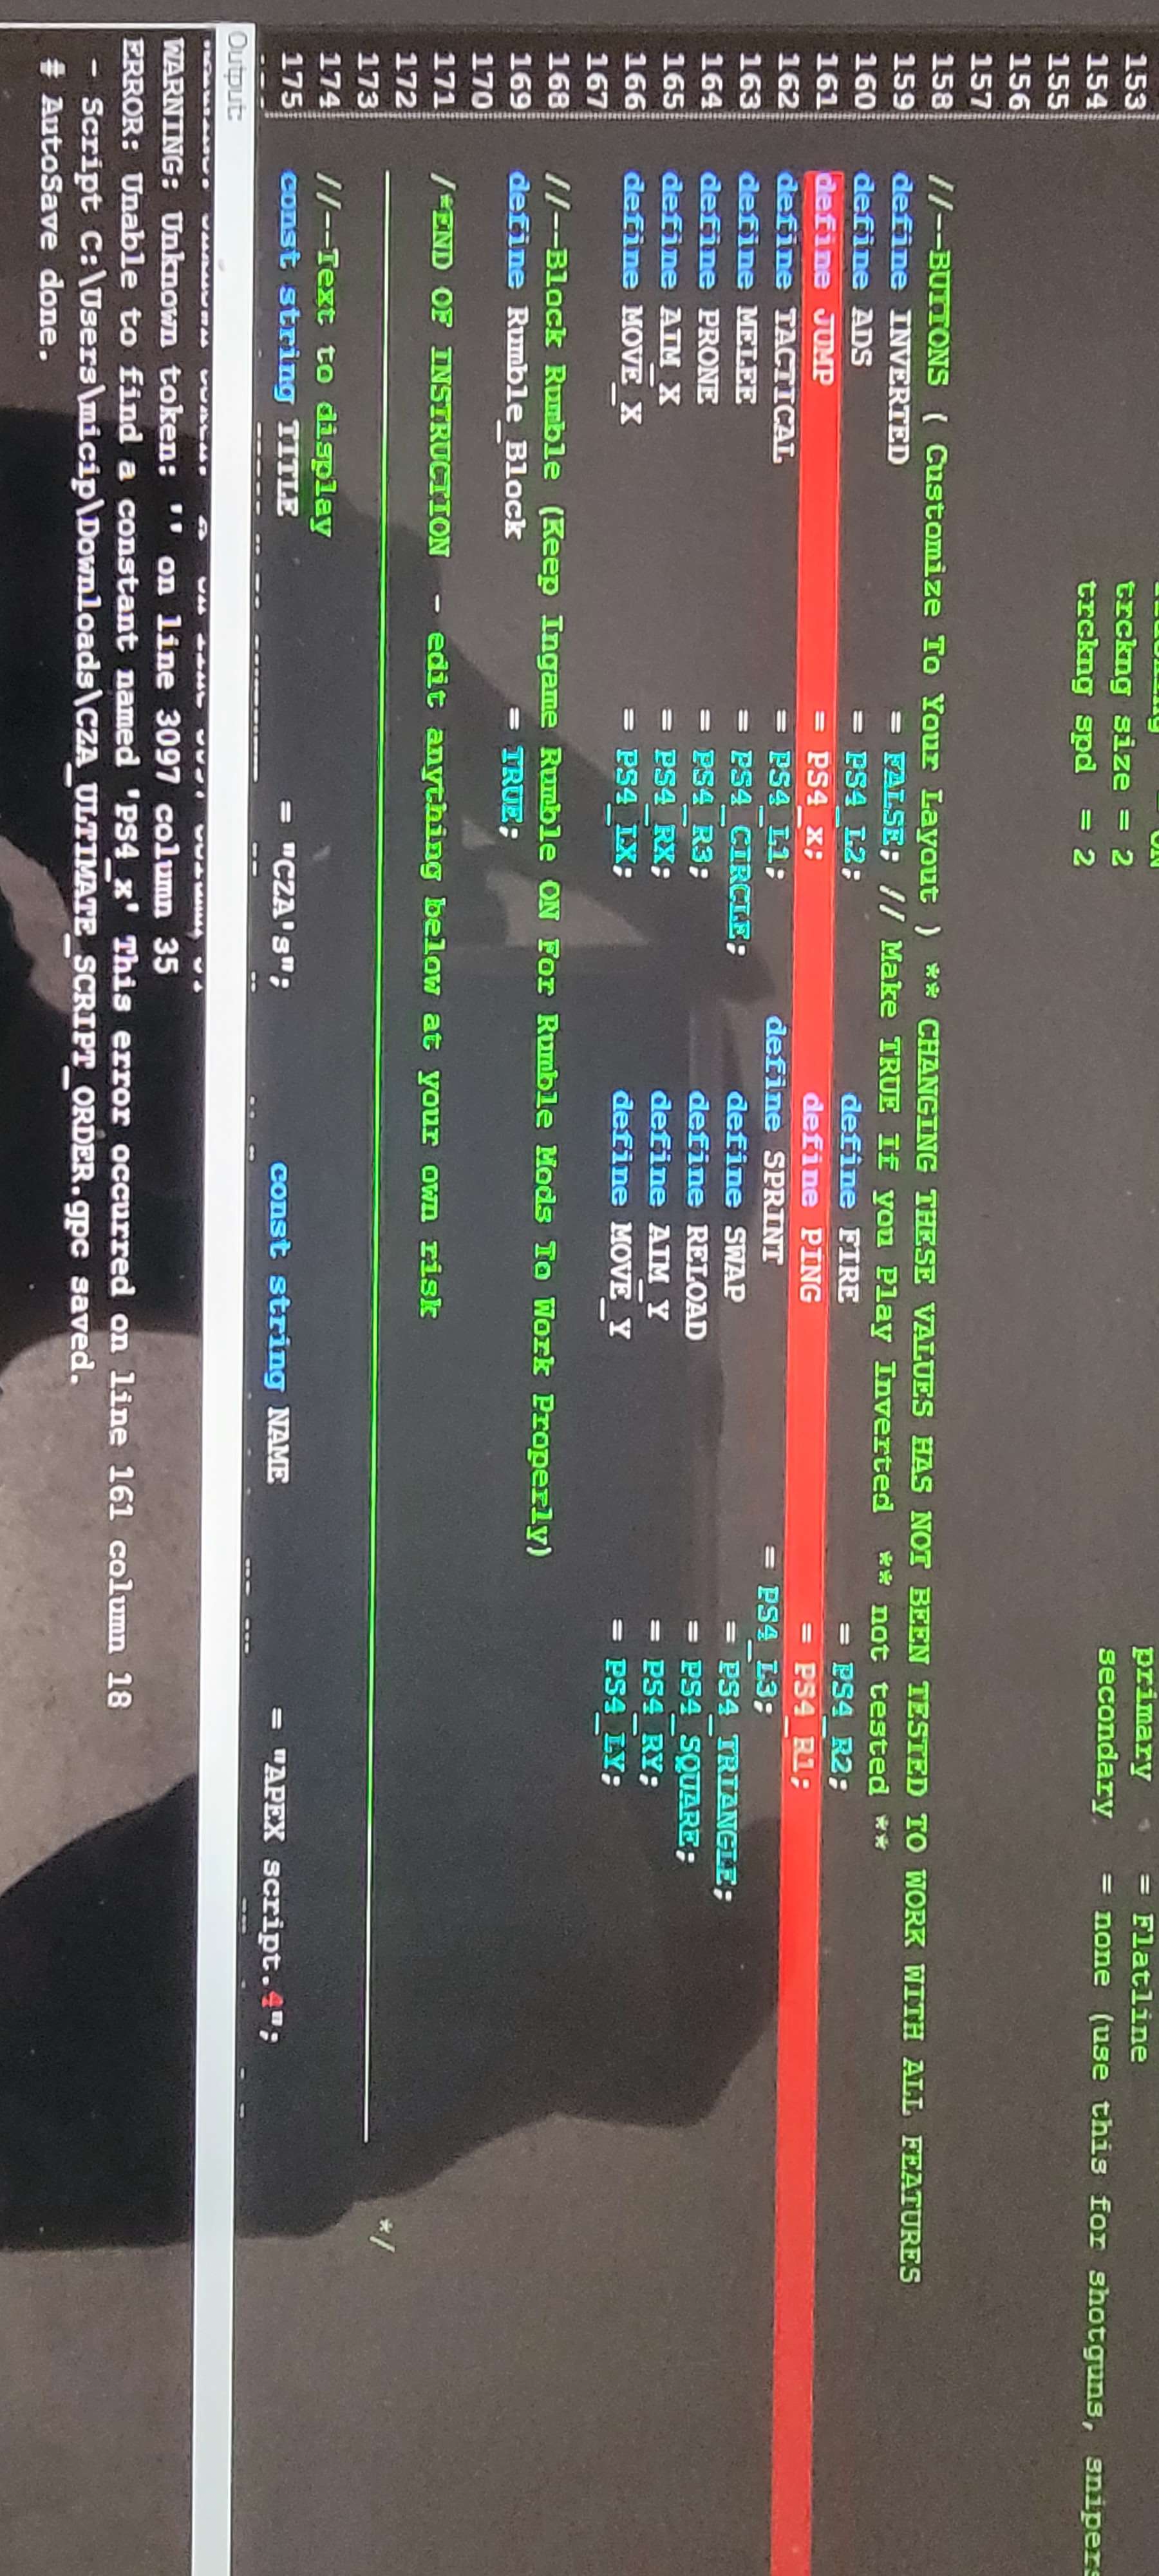 153
154
155
156
157
158
159
160
161
162
163
164
165
166
167
168
169
170
171
172
173
174
175
ON
trckng size = 2 primary = Flatline
trckng spd = 2 secondary = none (use this for shotguns, sniper
//--BUTTONS ( Customize To Your Layout ) ** CHANGING THESE VALUES HAS NOT BEEN TESTED TO WORK WITH ALL FEATURES
define INVERTED = FALSE; // Make TRUE if you Play Inverted ** not tested **
define ADS = PS4_L2; define FIRE = PS4_R2;
define JUMP = PS4_x; define PING = PS4_R1;
define TACTICAL = PS4_L1; define SPRINT = PS4_L3;
define MELEE = PS4_CIRCLE; define SWAP = PS4_TRIANGLE;
define PRONE = PS4_R3; define RELOAD = PS4_SQUARE;
define AIM_X = PS4_RX; define AIM_Y = PS4_RY;
define MOVE_X = PS4_LX; define MOVE_Y = PS4_LY;
//--Block Rumble (Keep Ingame Rumble ON For Rumble Mods To Work Properly)
define Rumble_Block = TRUE;
/*END OF INSTRUCTION - edit anything below at your own risk
*/
//--Text to display
const string TITLE = "CZA's"; const string NAME = "APEX script.4";
Output:
WARNING: Unknown token: '' on line 3097 column 35
ERROR: Unable to find a constant named 'PS4_x' This error occurred on line 161 column 18
- Script C:\Users\micip\Downloads\CZA_ULTIMATE_SCRIPT_ORDER.gpc saved.
# AutoSave done.